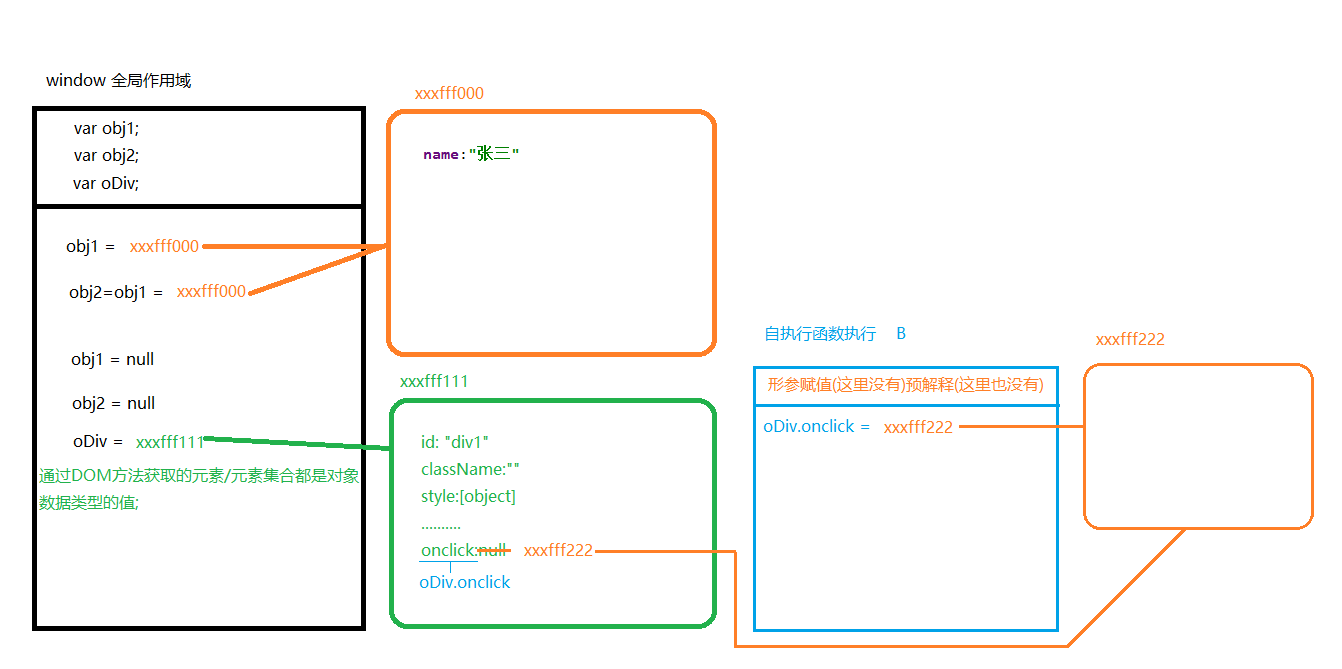 window 全局作用域
var obj1;
var obj2;
var oDiv;
obj1 = xxxfff000
obj2=obj1 = xxxfff000
obj1 = null
obj2 = null
oDiv = xxxfff111
通过DOM方法获取的元素/元素集合都是对象
数据类型的值;
xxxfff000
name:"张三"
xxxfff111
id: "div1"
className:""
style:[object]
..........
onclick:null xxxfff222
oDiv.onclick
自执行函数执行 B
形参赋值(这里没有)预解释(这里也没有)
oDiv.onclick = xxxfff222
xxxfff222